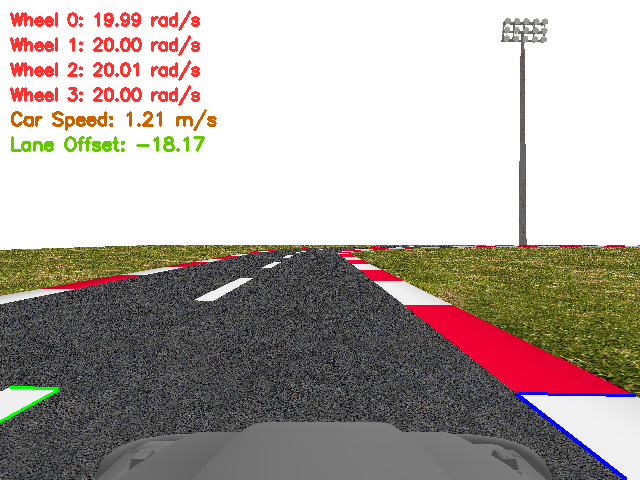 Wheel 0: 19.99 rad/s
Wheel 1: 20.00 rad/s
Wheel 2: 20.01 rad/s
Wheel 3: 20.00 rad/s
Car Speed: 1.21 m/s
Lane Offset: -18.17